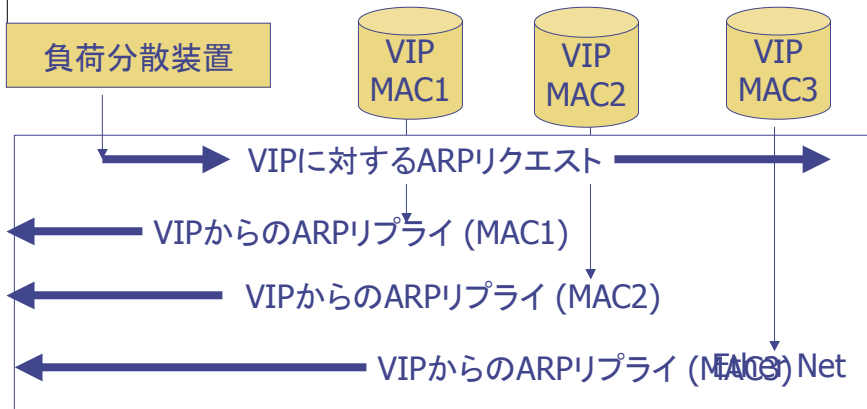 負荷分散装置
VIP
MAC1
VIP
MAC2
VIP
MAC3
VIPに対するARPリクエスト
VIPからのARPリプライ (MAC1)
VIPからのARPリプライ (MAC2)
VIPからのARPリプライ (MAC3)
Ether Net